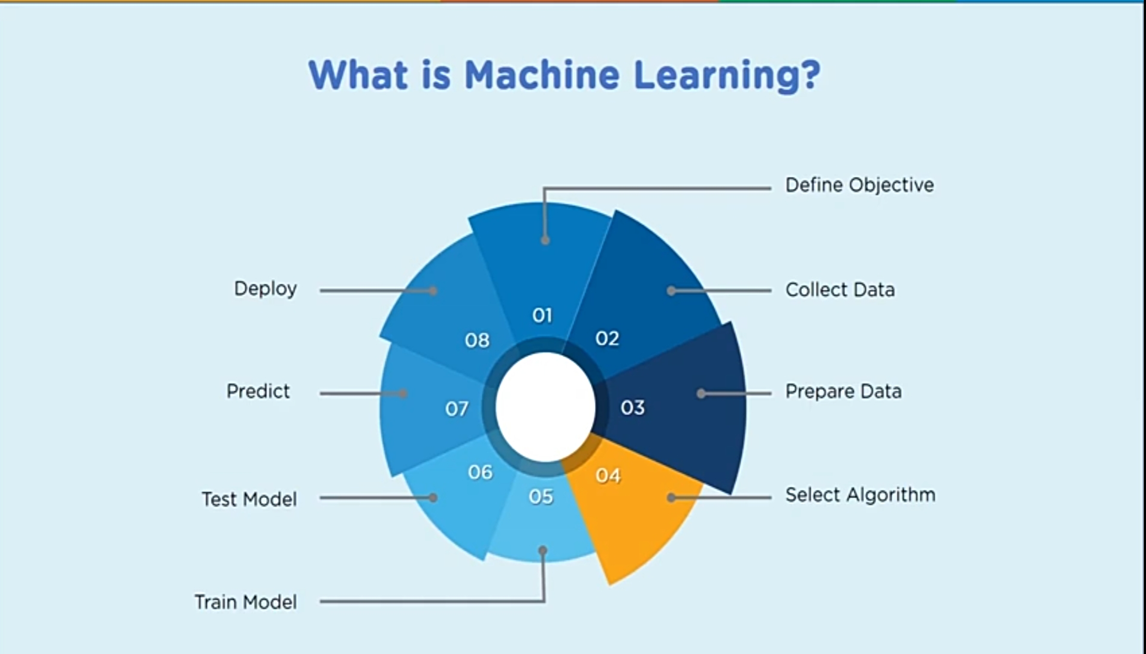 What is Machine Learning?
01
Define Objective
02
Collect Data
03
Prepare Data
04
Select Algorithm
05
Train Model
06
Test Model
07
Predict
08
Deploy